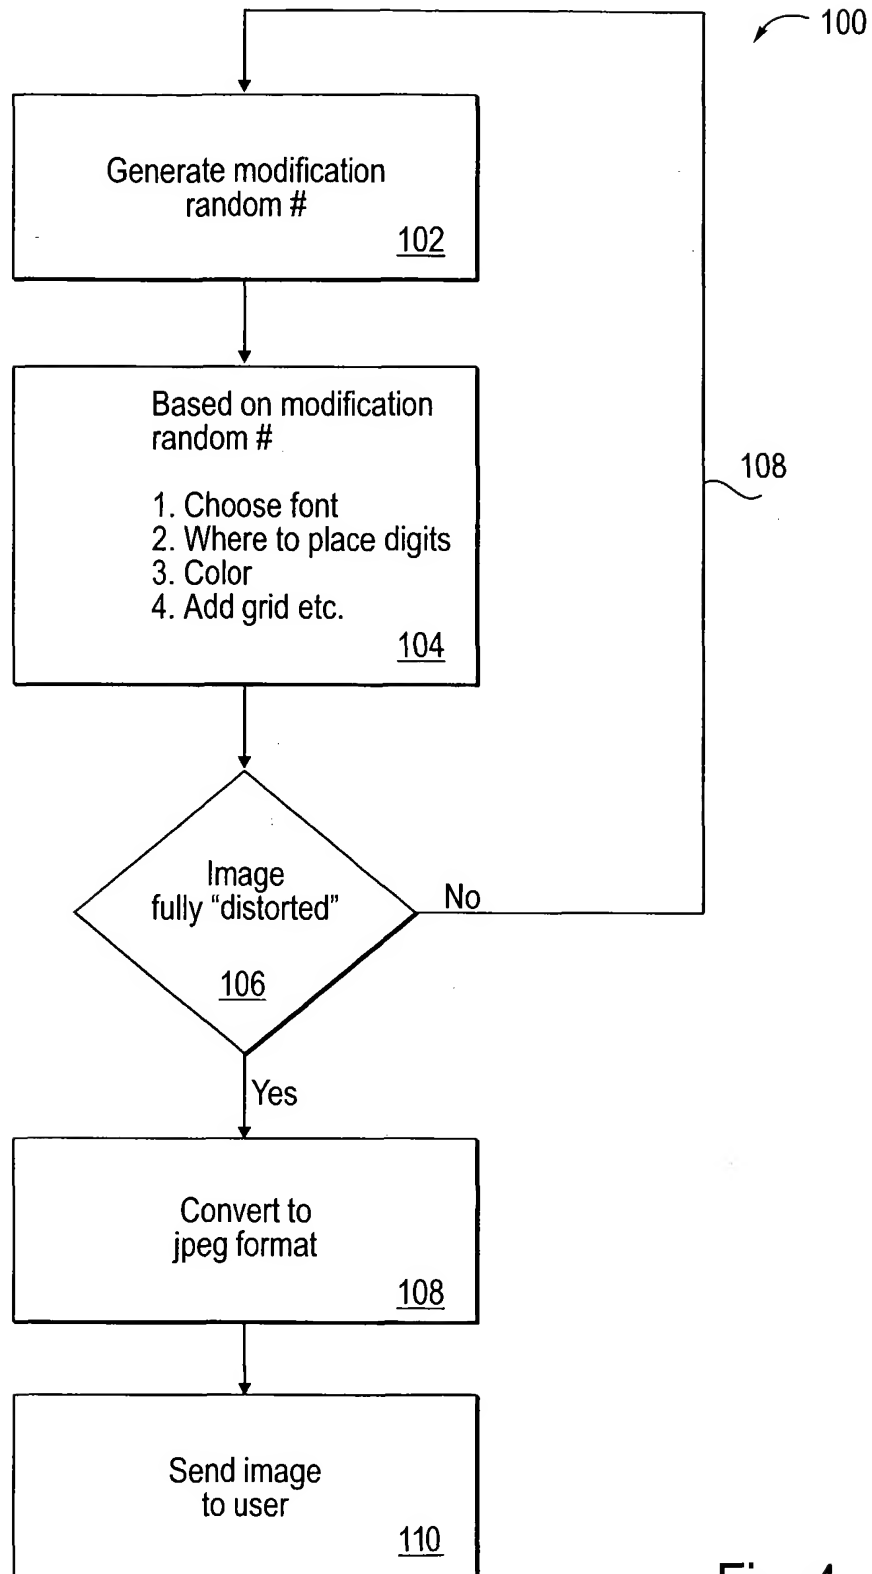 100
Generate modification
random #
102
Based on modification
random #
1. Choose font
2. Where to place digits
3. Color
4. Add grid etc.
104
108
Image
fully “distorted”
106
No
Yes
Convert to
jpeg format
108
Send image
to user
110